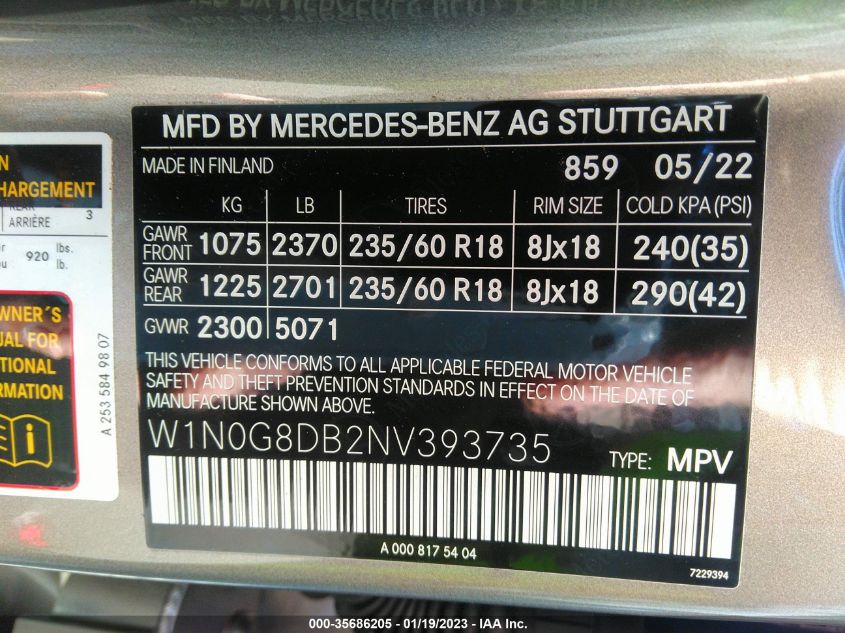 MFD BY MERCEDES-BENZ AG STUTTGART
MADE IN FINLAND 859 05/22
KG LB TIRES RIM SIZE COLD KPA (PSI)
GAWR FRONT 1075 2370 235/60 R18 8Jx18 240(35)
GAWR REAR 1225 2701 235/60 R18 8Jx18 290(42)
GVWR 2300 5071
THIS VEHICLE CONFORMS TO ALL APPLICABLE FEDERAL MOTOR VEHICLE
SAFETY AND THEFT PREVENTION STANDARDS IN EFFECT ON THE DATE OF
MANUFACTURE SHOWN ABOVE.
W1N0G8DB2NV393735 TYPE: MPV
A 000 817 54 04
7229394
HARGEMENT
ARRIÈRE 3
920 lbs.
lb.
WNER´S
FOR
A 253 584 98 07
000-35686205 - 01/19/2023 - IAA Inc.